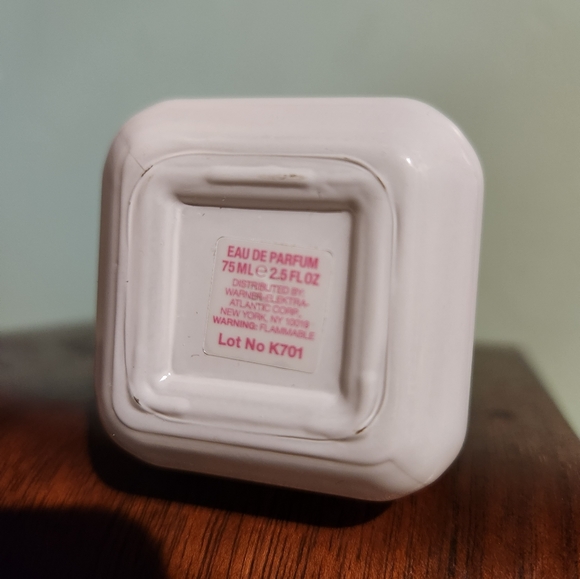 EAU DE PARFUM
75 ML ℮ 2.5 FL OZ
DISTRIBUTED BY:
WARNER-ELEKTRA-
ATLANTIC CORP.,
NEW YORK, NY 10019
WARNING: FLAMMABLE
Lot No K701